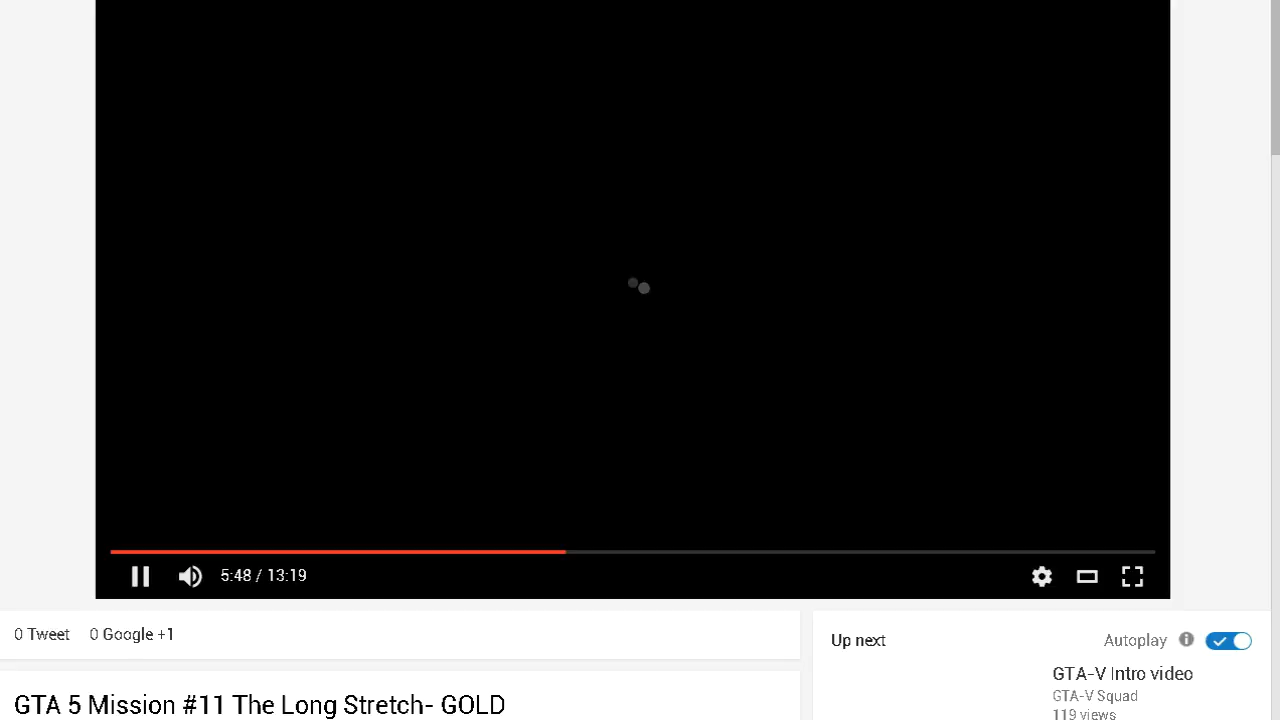 5:48 / 13:19
0 Tweet 0 Google +1
Up next Autoplay
GTA-V Intro video
GTA-V Squad
119 views
GTA 5 Mission #11 The Long Stretch- GOLD